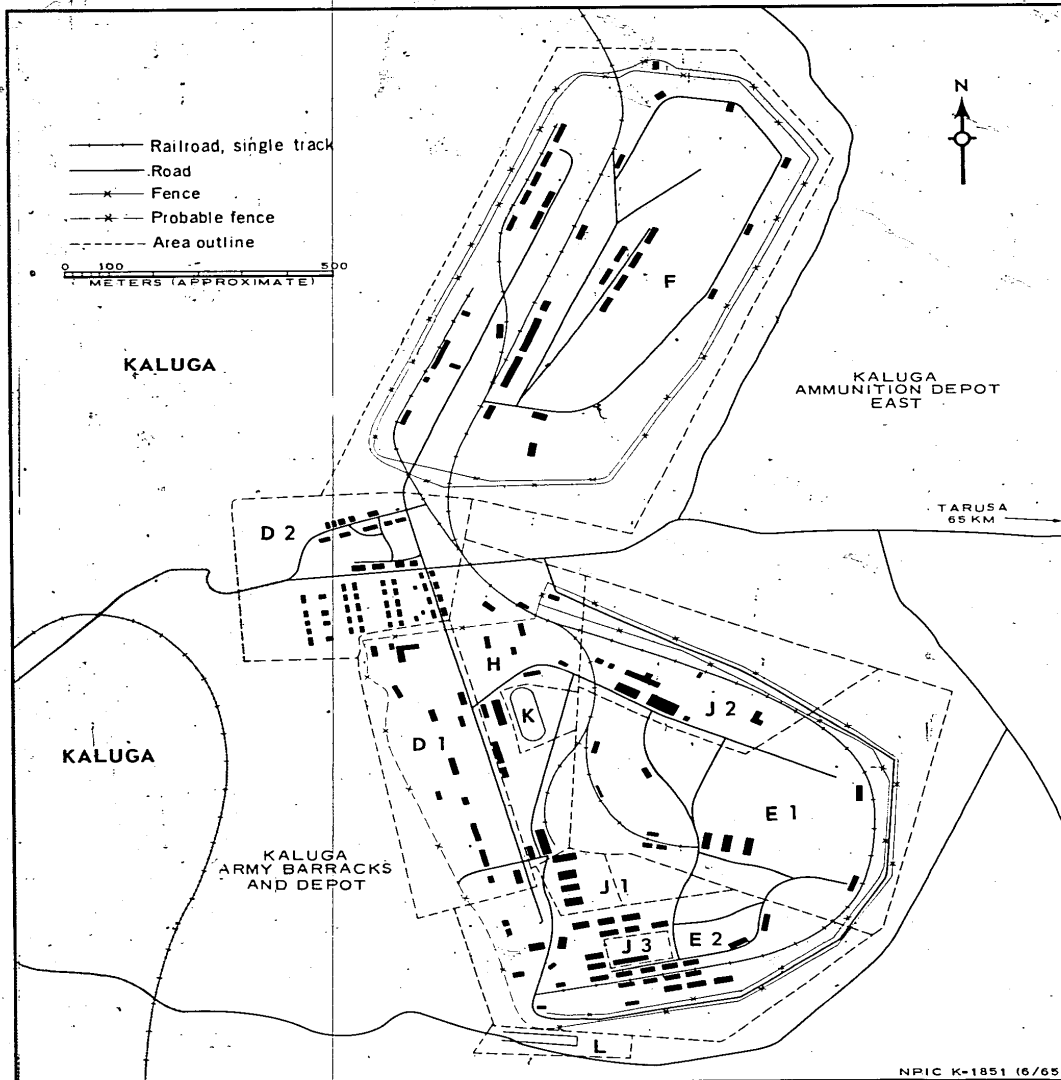 N
Railroad, single track
Road
Fence
Probable fence
Area outline
0 100 500
METERS (APPROXIMATE)
F
KALUGA
KALUGA
AMMUNITION DEPOT
EAST
TARUSA
65 KM
D 2
H
K
J 2
D 1
KALUGA
E 1
KALUGA
ARMY BARRACKS
AND DEPOT
J 1
J 3
E 2
L
NPIC K-1851 (6/65